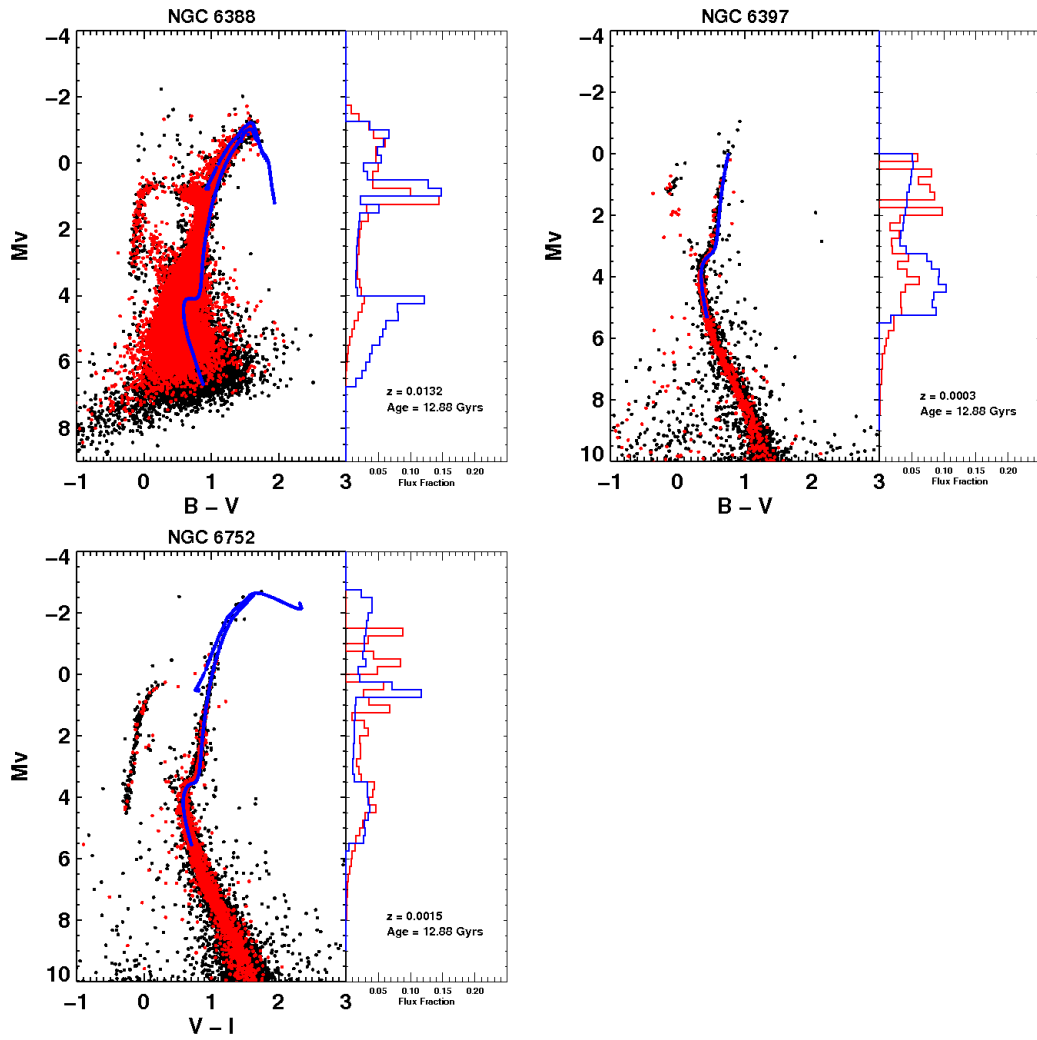 NGC 6388
NGC 6397
−4
−2
0
2
4
6
8
Mv
z = 0.0132
Age = 12.88 Gyrs
−1 0 1 2 3
0.05 0.10 0.15 0.20
B − V
Flux Fraction
−4
−2
0
2
4
6
8
10
Mv
z = 0.0003
Age = 12.88 Gyrs
−1 0 1 2 3
0.05 0.10 0.15 0.20
B − V
Flux Fraction
NGC 6752
−4
−2
0
2
4
6
8
10
Mv
z = 0.0015
Age = 12.88 Gyrs
−1 0 1 2 3
0.05 0.10 0.15 0.20
V − I
Flux Fraction